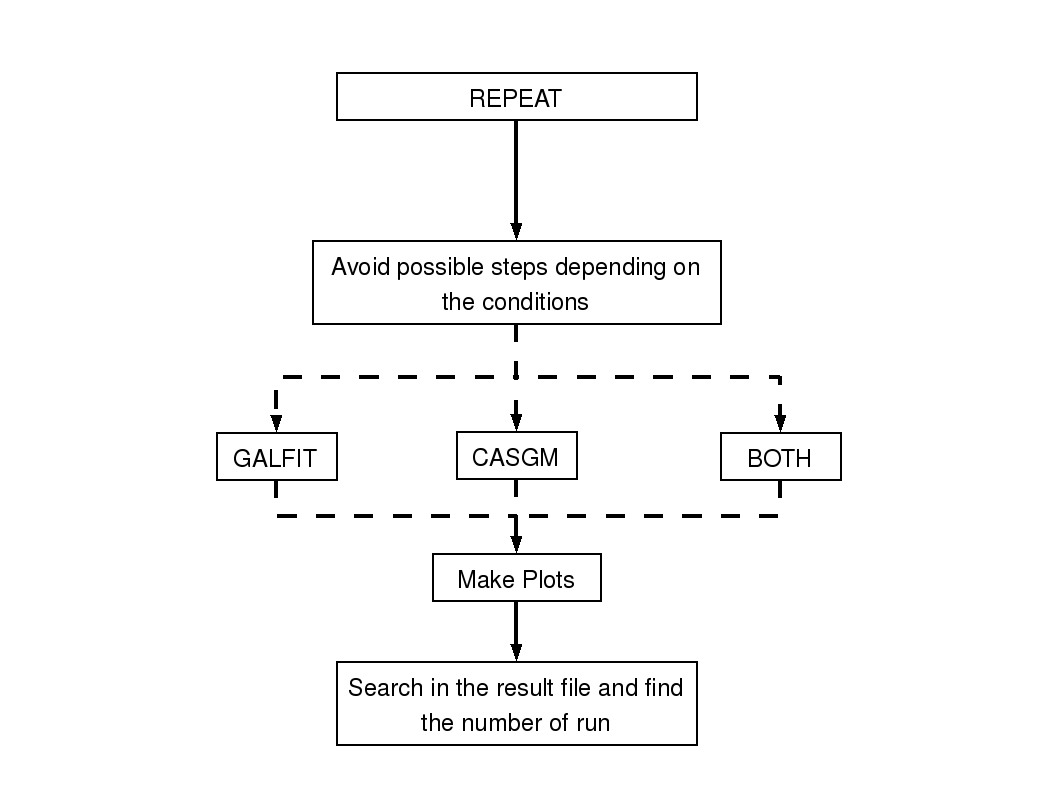 REPEAT
Avoid possible steps depending on
the conditions
GALFIT
CASGM
BOTH
Make Plots
Search in the result file and find
the number of run